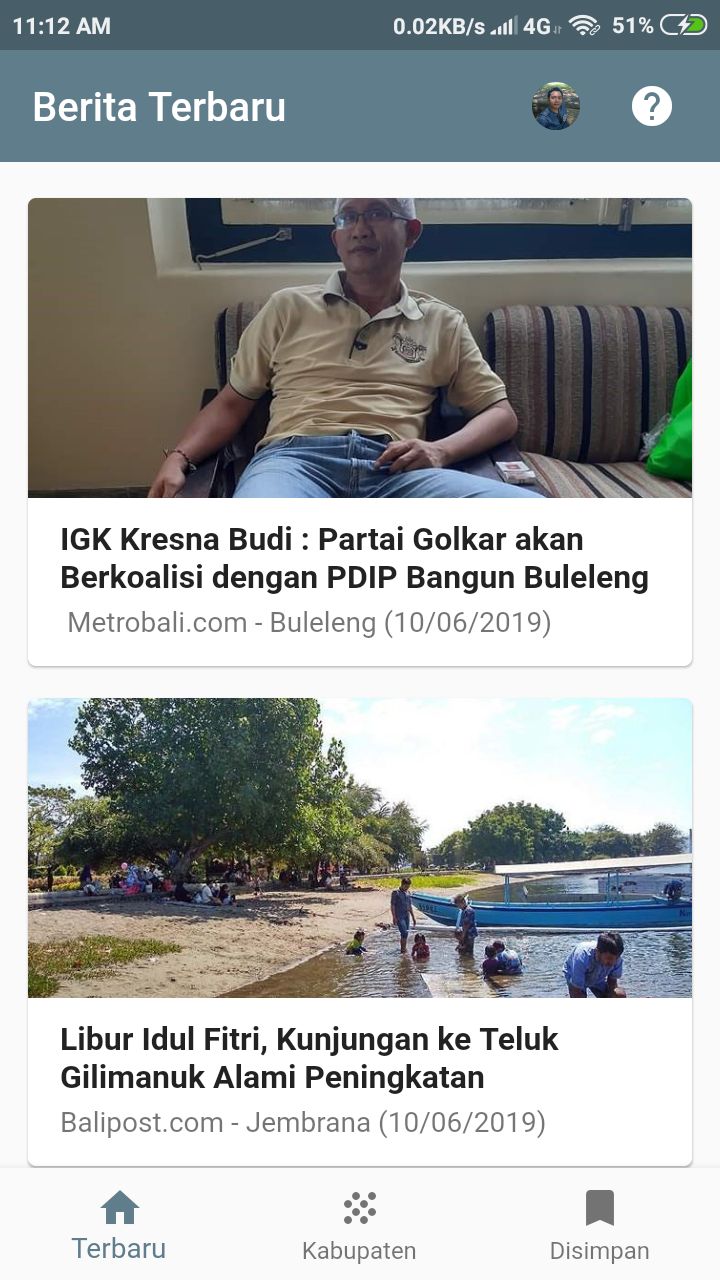 11:12 AM
0.02KB/s 4G 51%
Berita Terbaru
IGK Kresna Budi : Partai Golkar akan
Berkoalisi dengan PDIP Bangun Buleleng
Metrobali.com - Buleleng (10/06/2019)
Libur Idul Fitri, Kunjungan ke Teluk
Gilimanuk Alami Peningkatan
Balipost.com - Jembrana (10/06/2019)
Terbaru
Kabupaten
Disimpan